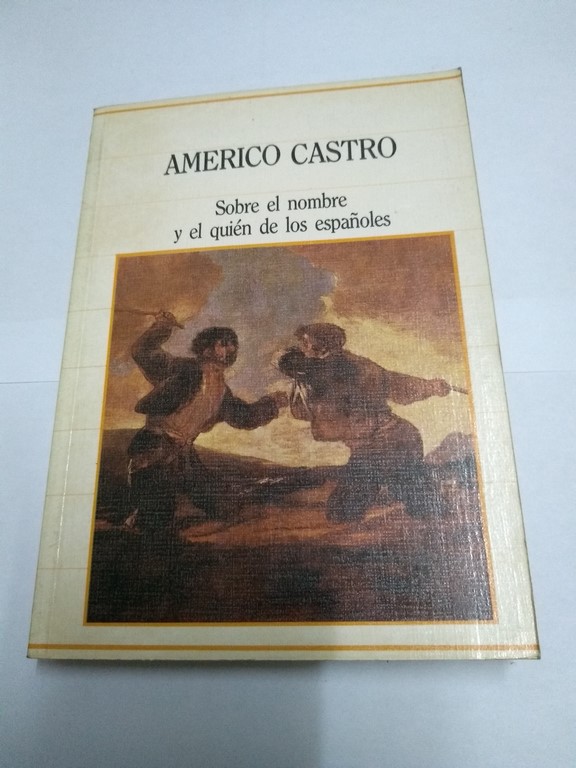 AMERICO CASTRO
Sobre el nombre
y el quién de los españoles